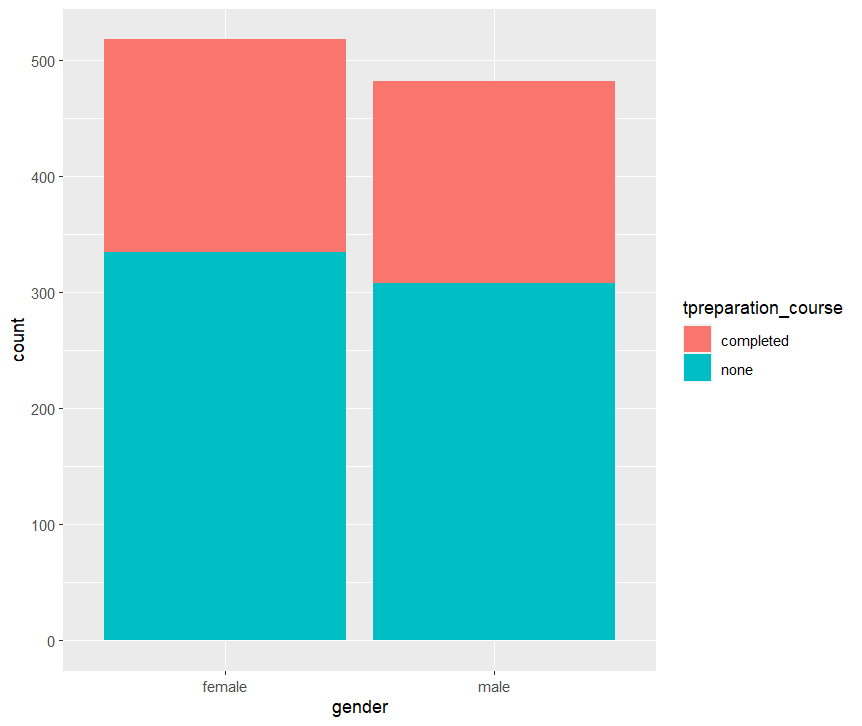 500
400
300
200
100
0
count
female
male
gender
tpreparation_course
completed
none